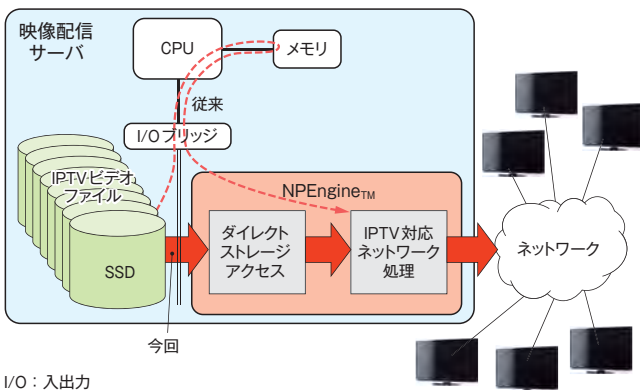 映像配信
サーバ
CPU
メモリ
従来
I/Oブリッジ
IPTVビデオ
ファイル
SSD
NPEngine™
ダイレクト
ストレージ
アクセス
IPTV対応
ネットワーク
処理
ネットワーク
今回
I/O:入出力